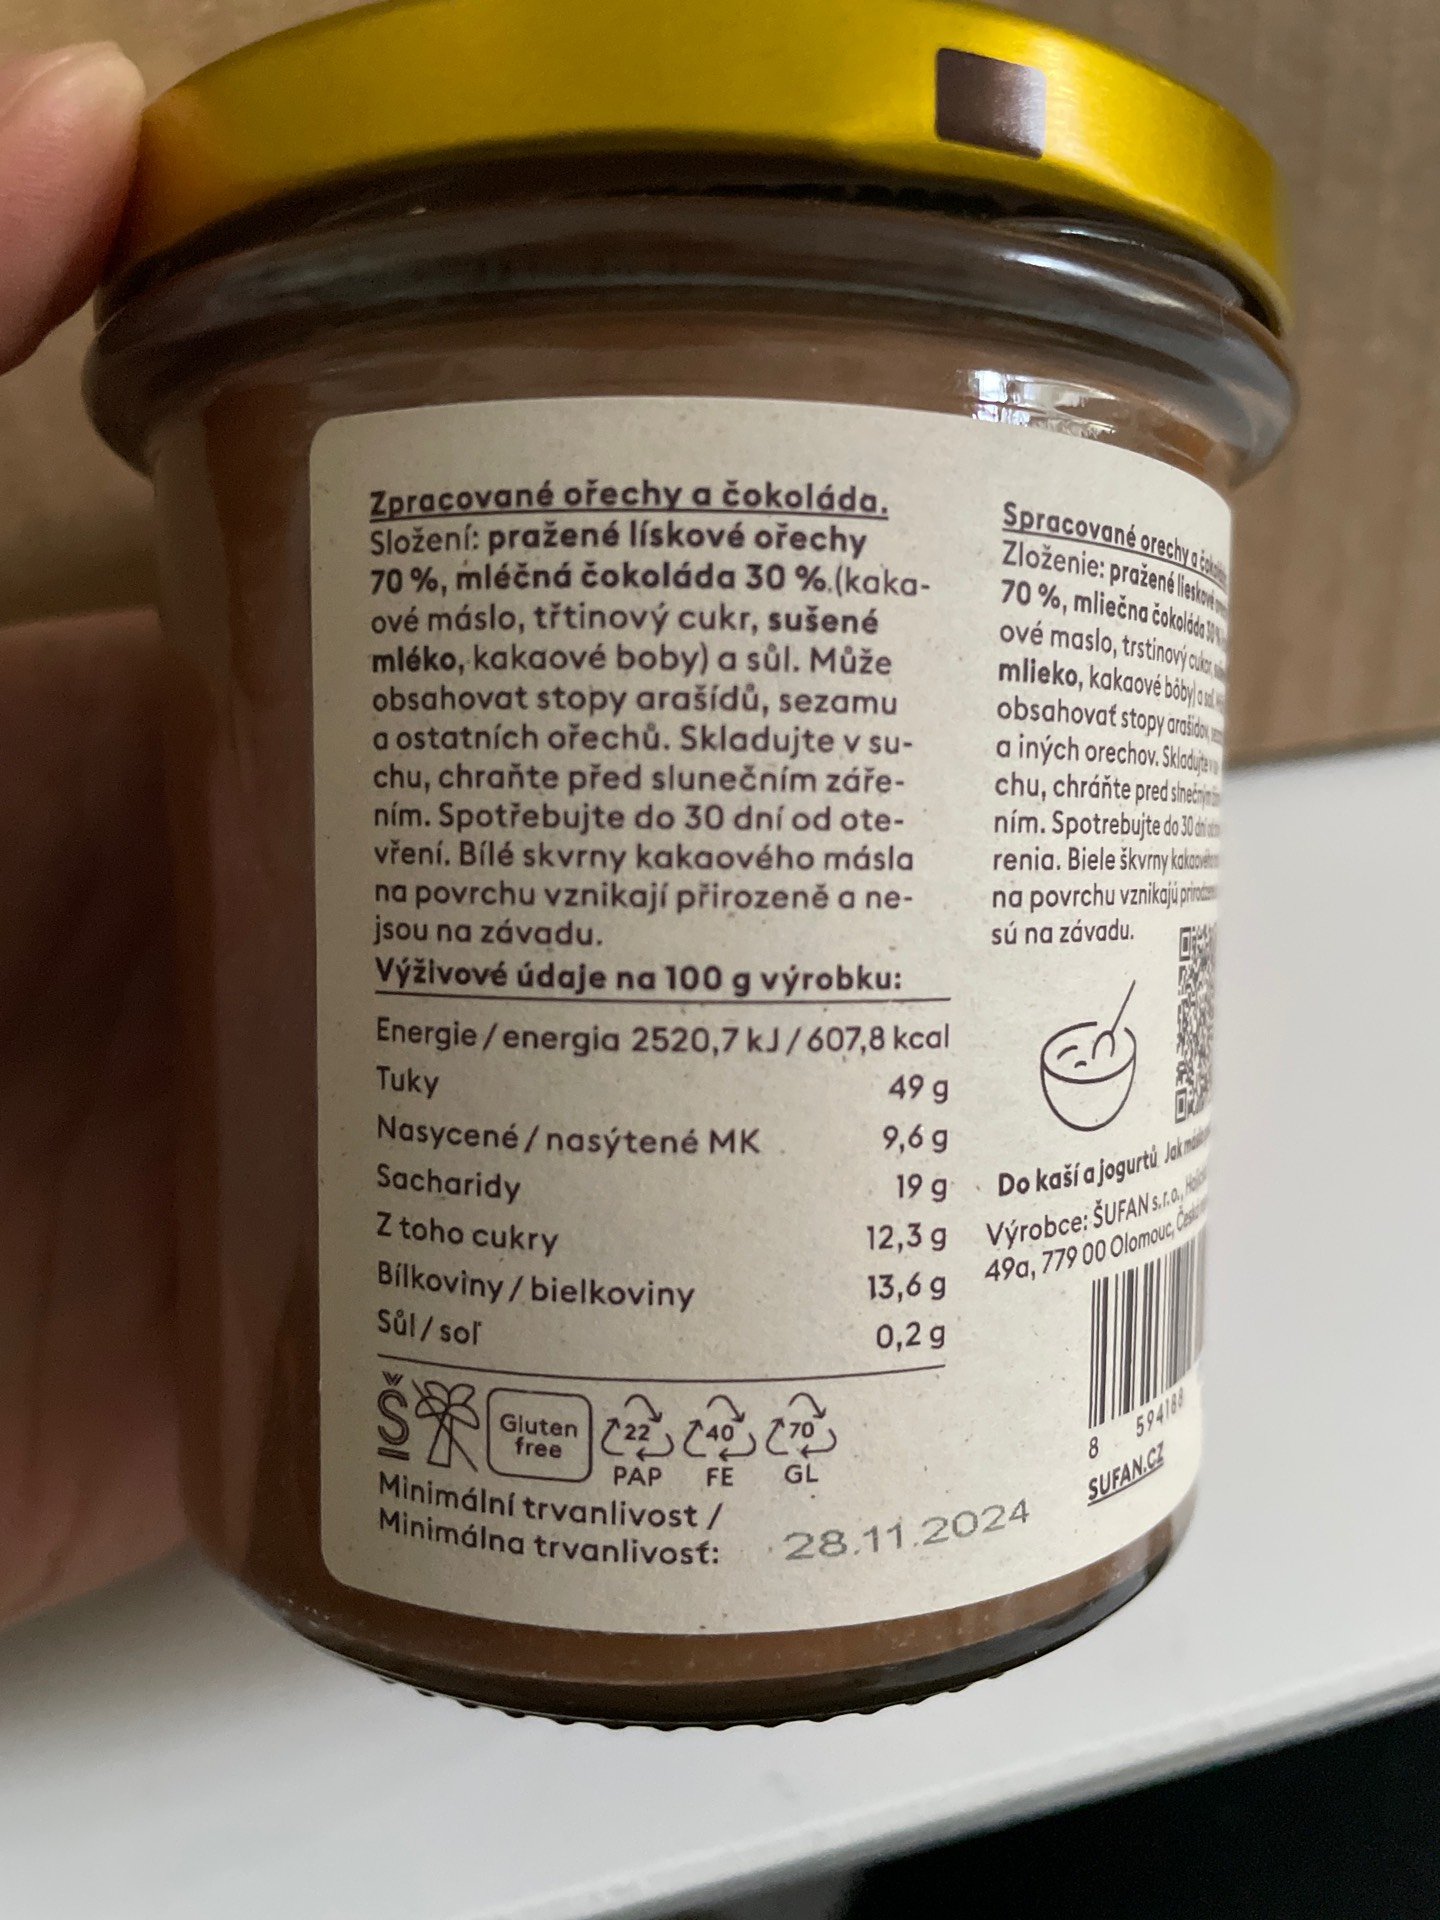 Zpracované ořechy a čokoláda.
Složení: pražené lískové ořechy
70 %, mléčná čokoláda 30 % (kaka-
ové máslo, třtinový cukr, sušené
mléko, kakaové boby) a sůl. Může
obsahovat stopy arašídů, sezamu
a ostatních ořechů. Skladujte v su-
chu, chraňte před slunečním záře-
ním. Spotřebujte do 30 dní od ote-
vření. Bílé skvrny kakaového másla
na povrchu vznikají přirozeně a ne-
jsou na závadu.
Výživové údaje na 100 g výrobku:
Energie / energia 2520,7 kJ / 607,8 kcal
Tuky 49 g
Nasycené / nasýtené MK 9,6 g
Sacharidy 19 g
Z toho cukry 12,3 g
Bílkoviny / bielkoviny 13,6 g
Sůl / soľ 0,2 g
Š
Gluten
free
22 40 70
PAP FE GL
Minimální trvanlivost /
Minimálna trvanlivosť: 28.11.2024
Spracované orechy a
Zloženie: pražené lieskové
70 %, mliečna čokoláda 30 %
ové maslo, trstinový cukor,
mlieko, kakaové bôby) a
obsahovať stopy arašidov,
a iných orechov. Skladujte v
chu, chráňte pred slnečným
ním. Spotrebujte do 30 dní
renia. Biele škvrny
na povrchu vznikajú
sú na závadu.
Do kaší a jogurtů Jak
Výrobce: ŠUFAN s.r.o.,
49a, 779 00 Olomouc,
8 594188
SUFAN.CZ